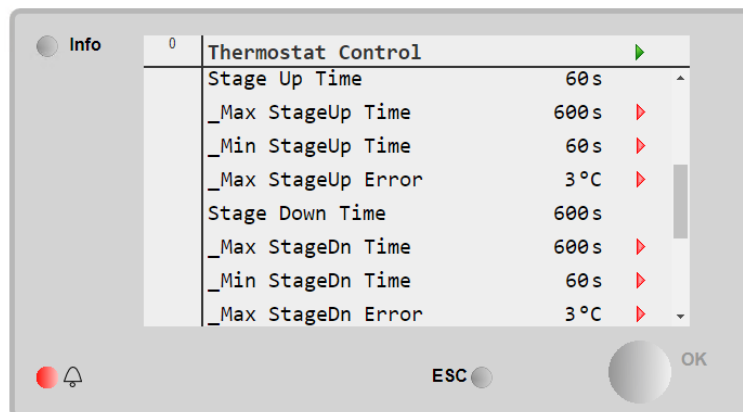 Info
0 Thermostat Control
Stage Up Time 60s
_Max StageUp Time 600s
_Min StageUp Time 60s
_Max StageUp Error 3°C
Stage Down Time 600s
_Max StageDn Time 600s
_Min StageDn Time 60s
_Max StageDn Error 3°C
ESC
OK